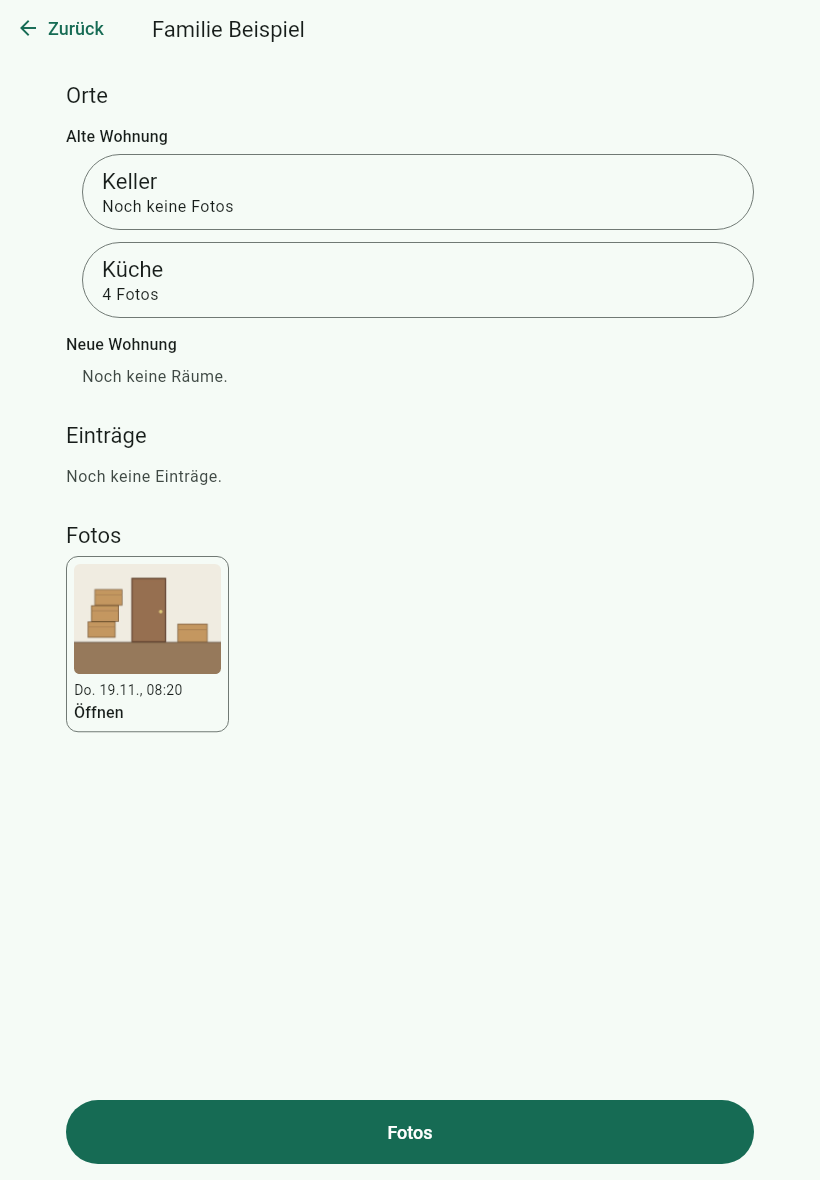 Zurück
Familie Beispiel
Orte
Alte Wohnung
Keller
Noch keine Fotos
Küche
4 Fotos
Neue Wohnung
Noch keine Räume.
Einträge
Noch keine Einträge.
Fotos
Do. 19.11., 08:20
Öffnen
Fotos